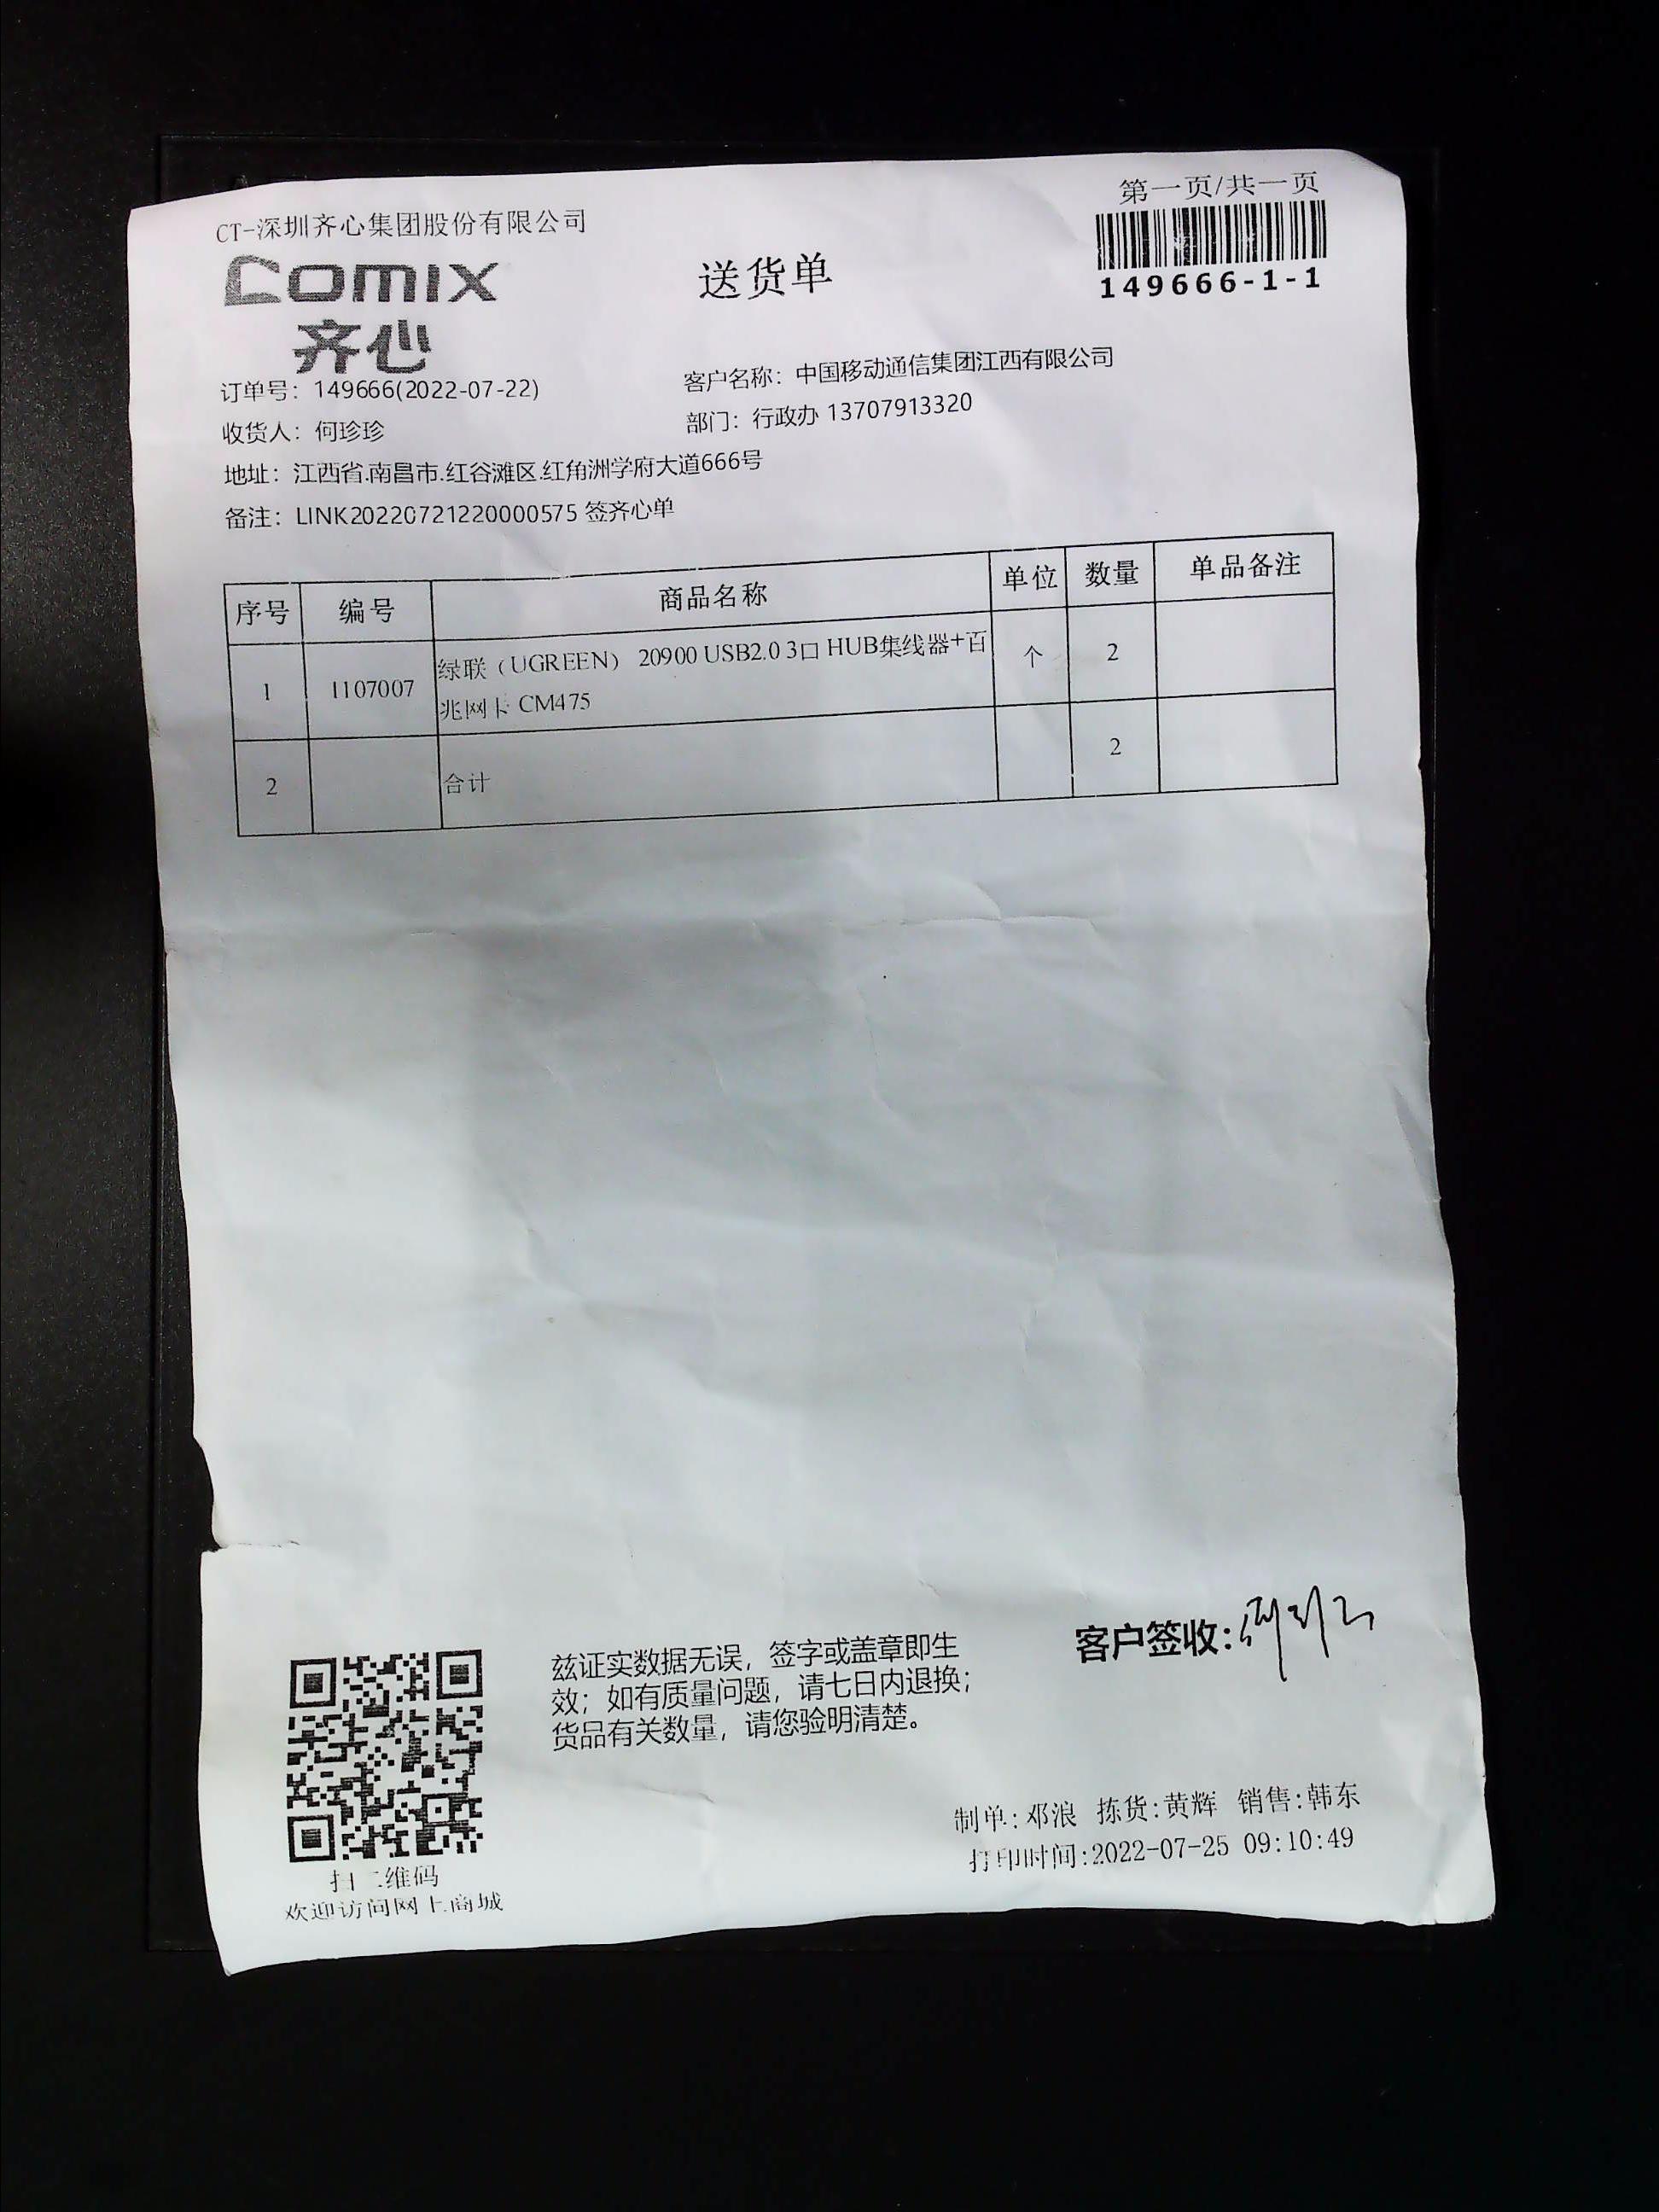 第一页/共一页
CT-深圳齐心集团股份有限公司
comix
齐心
送货单
149666-1-1
订单号：149666(2022-07-22)
客户名称：中国移动通信集团江西有限公司
收货人：何珍珍
部门：行政办 13707913320
地址：江西省.南昌市.红谷滩区.红角洲学府大道666号
备注：LINK20220721220000575 签齐心单
序号 编号 商品名称 单位 数量 单品备注
1 1107007 绿联（UGREEN） 20900 USB2.0 3口 HUB集线器+百 个 2
兆网卡 CM475
2 合计 2
客户签收:
兹证实数据无误，签字或盖章即生
效；如有质量问题，请七日内退换；
货品有关数量，请您验明清楚。
制单:邓浪 拣货:黄辉 销售:韩东
打印时间:2022-07-25 09:10:49
扫二维码
欢迎访问网上商城